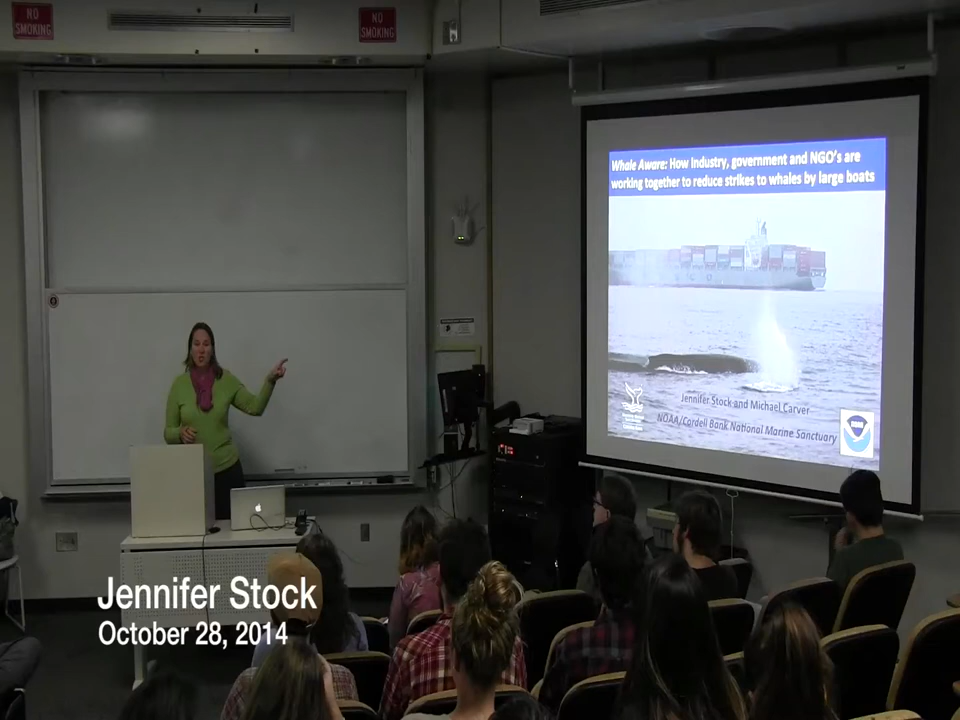 NO
SMOKING
NO
SMOKING
Whale Aware: How industry, government and NGO's are
working together to reduce strikes to whales by large boats
Jennifer Stock and Michael Carver
NOAA/Cordell Bank National Marine Sanctuary
Jennifer Stock
October 28, 2014